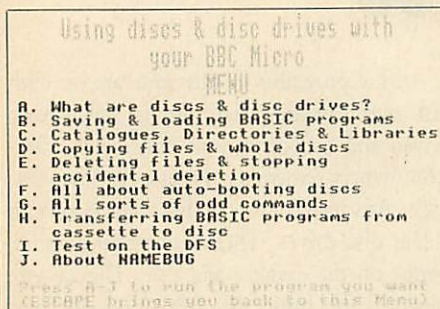 Using discs & disc drives with
your BBC Micro
MENU
A. What are discs & disc drives?
B. Saving & loading BASIC programs
C. Catalogues, Directories & Libraries
D. Copying files & whole discs
E. Deleting files & stopping
accidental deletion
F. All about auto-booting discs
G. All sorts of odd commands
H. Transferring BASIC programs from
cassette to disc
I. Test on the DFS
J. About NAMEBUG
Press A-J to run the program you want
(ESCAPE brings you back to this Menu)